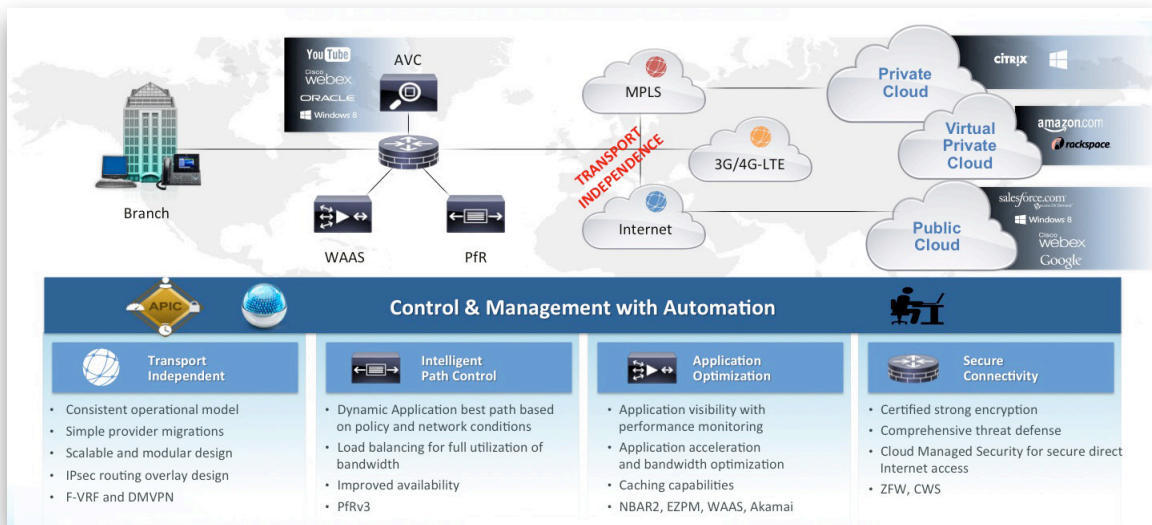 YouTube
Cisco
webex
ORACLE
Windows 8
AVC
Branch
WAAS
PfR
MPLS
TRANSPORT
INDEPENDENCE
3G/4G-LTE
Internet
Private
Cloud
CITRIX
Virtual
Private
Cloud
amazon.com
rackspace
Public
Cloud
salesforce.com
Windows 8
Cisco
webex
Google
APIC
Control & Management with Automation
Transport
Independent
• Consistent operational model
• Simple provider migrations
• Scalable and modular design
• IPsec routing overlay design
• F-VRF and DMVPN
Intelligent
Path Control
• Dynamic Application best path based
on policy and network conditions
• Load balancing for full utilization of
bandwidth
• Improved availability
• PfRv3
Application
Optimization
• Application visibility with
performance monitoring
• Application acceleration
and bandwidth optimization
• Caching capabilities
• NBAR2, EZPM, WAAS, Akamai
Secure
Connectivity
• Certified strong encryption
• Comprehensive threat defense
• Cloud Managed Security for secure direct
Internet access
• ZFW, CWS